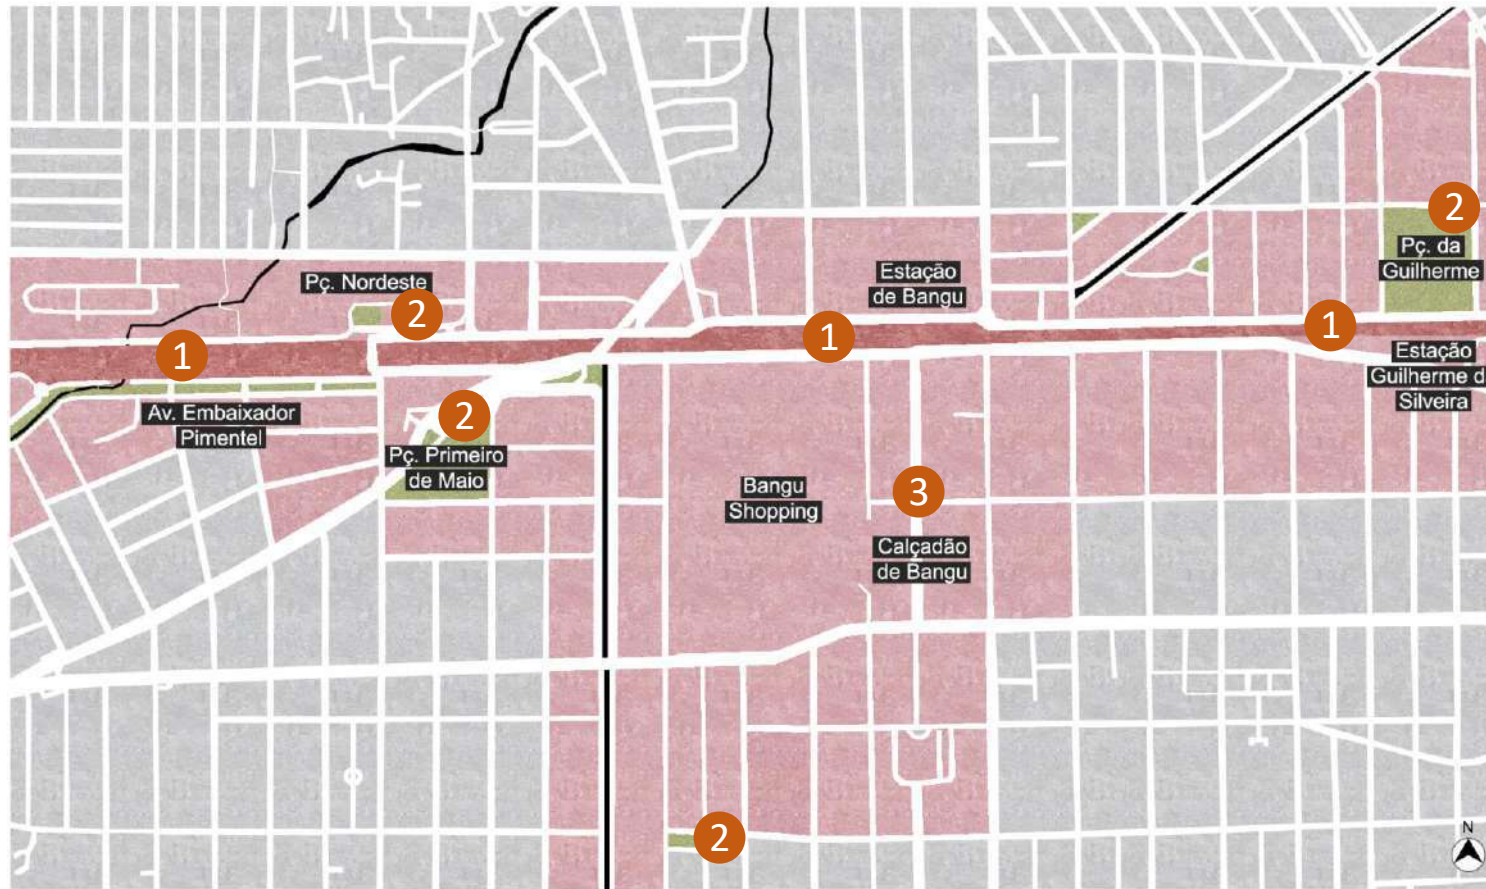 2
Pç. da
Guilherme
Estação
de Bangu
Pç. Nordeste
2
1
1
1
Estação
Guilherme d
Silveira
Av. Embaixador
Pimentel
2
Pç. Primeiro
de Maio
Bangu
Shopping
3
Calçadão
de Bangu
2
N